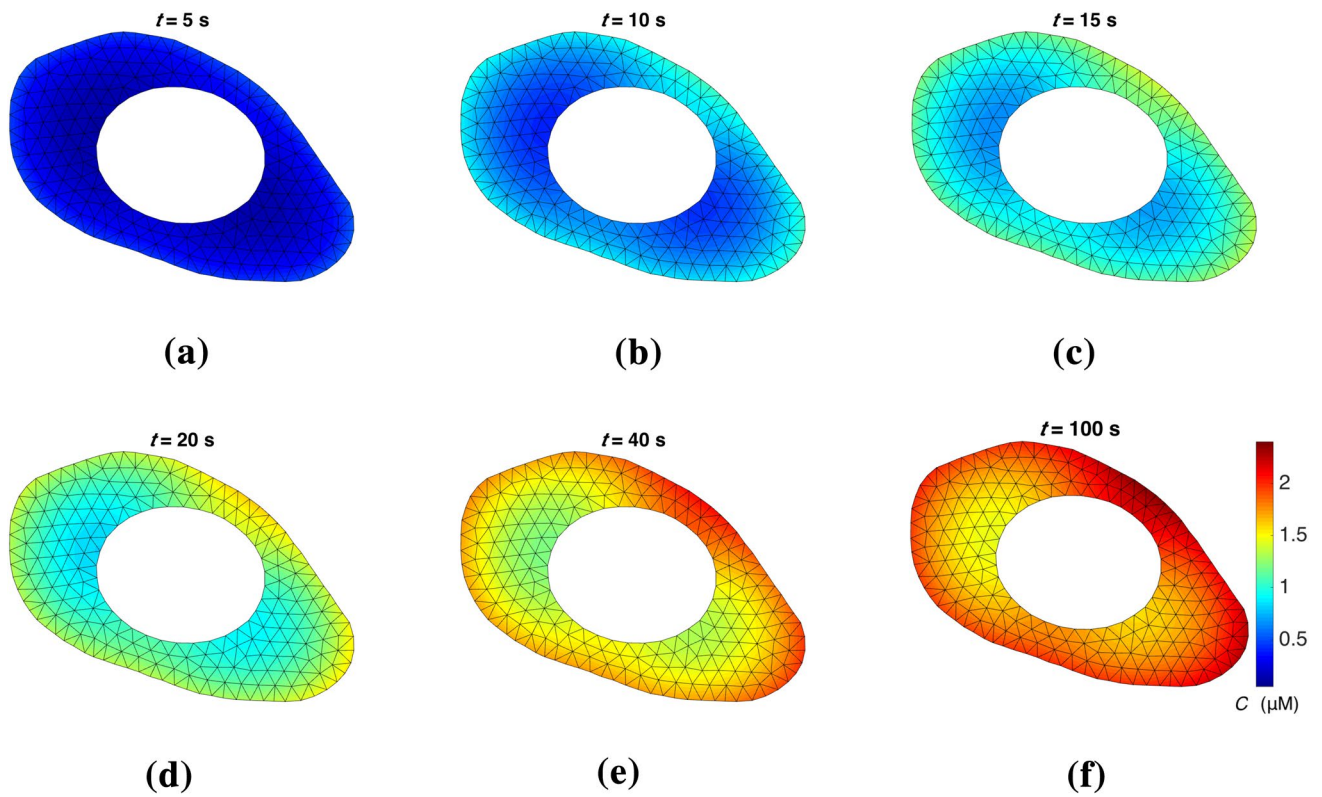 t = 5 s
t = 10 s
t = 15 s
(a)
(b)
(c)
t = 20 s
t = 40 s
t = 100 s
2
1.5
1
0.5
C (µM)
(d)
(e)
(f)